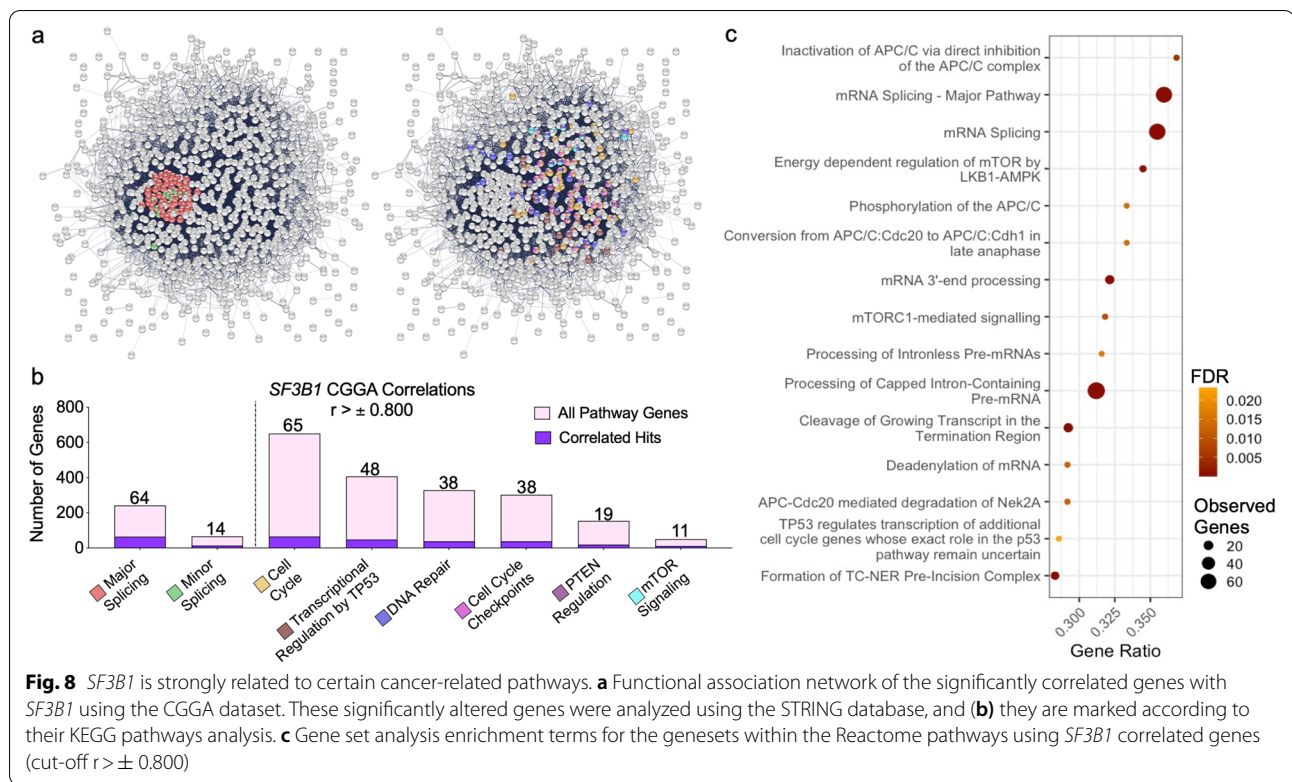 a
b
SF3B1 CGGA Correlations
r > ± 0.800
All Pathway Genes
Correlated Hits
Number of Genes
800
600
400
200
0
64
14
65
48
38
38
19
11
Major
Splicing
Minor
Splicing
Cell
Cycle
Transcriptional
Regulation by TP53
DNA Repair
Cell Cycle
Checkpoints
PTEN
Regulation
mTOR
Signaling
c
Inactivation of APC/C via direct inhibition
of the APC/C complex
mRNA Splicing - Major Pathway
mRNA Splicing
Energy dependent regulation of mTOR by
LKB1-AMPK
Phosphorylation of the APC/C
Conversion from APC/C:Cdc20 to APC/C:Cdh1 in
late anaphase
mRNA 3'-end processing
mTORC1-mediated signalling
Processing of Intronless Pre-mRNAs
Processing of Capped Intron-Containing
Pre-mRNA
Cleavage of Growing Transcript in the
Termination Region
Deadenylation of mRNA
APC-Cdc20 mediated degradation of Nek2A
TP53 regulates transcription of additional
cell cycle genes whose exact role in the p53
pathway remain uncertain
Formation of TC-NER Pre-Incision Complex
0.300
0.325
0.350
Gene Ratio
FDR
0.020
0.015
0.010
0.005
Observed
Genes
20
40
60
Fig. 8 SF3B1 is strongly related to certain cancer-related pathways. a Functional association network of the significantly correlated genes with
SF3B1 using the CGGA dataset. These significantly altered genes were analyzed using the STRING database, and (b) they are marked according to
their KEGG pathways analysis. c Gene set analysis enrichment terms for the genesets within the Reactome pathways using SF3B1 correlated genes
(cut-off r > ± 0.800)